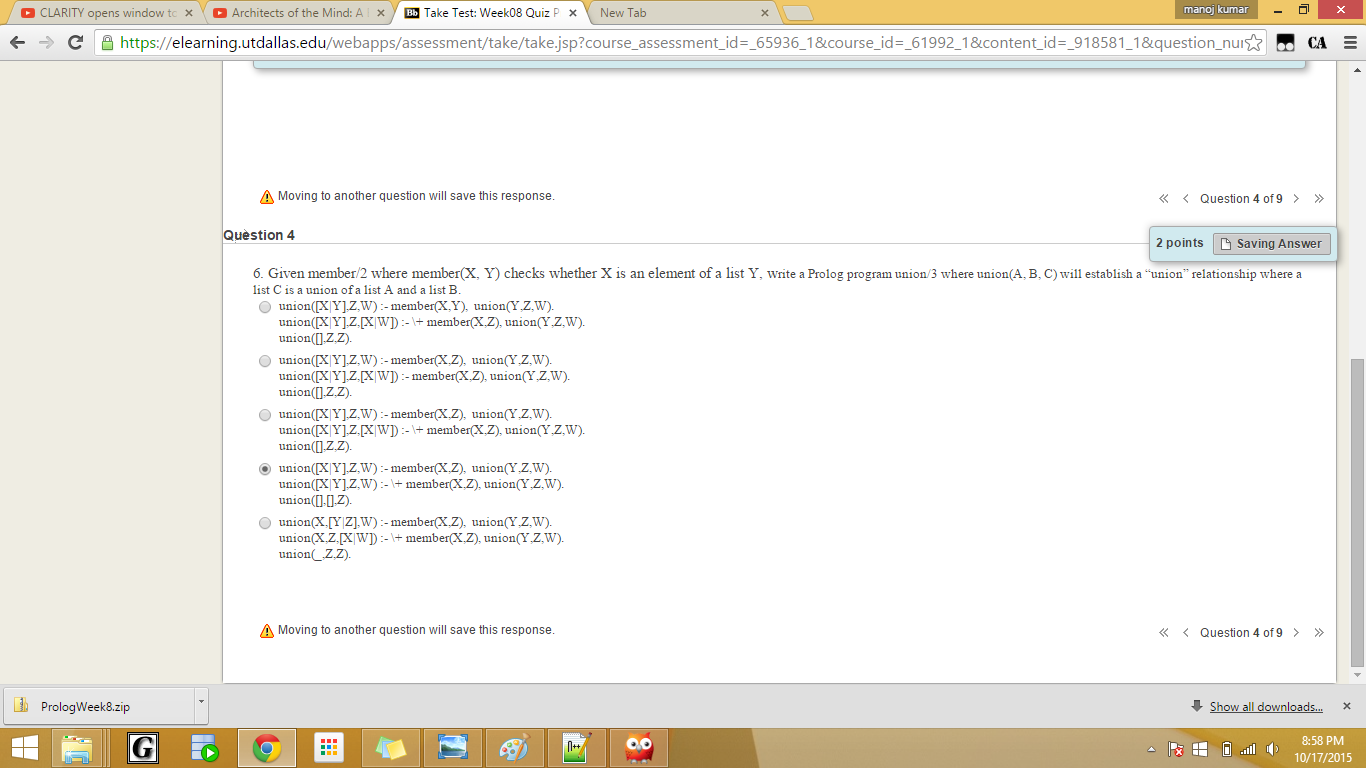 CLARITY opens window to
Architects of the Mind: A
Take Test: Week08 Quiz P
New Tab
manoj kumar
https://elearning.utdallas.edu/webapps/assessment/take/take.jsp?course_assessment_id=_65936_1&course_id=_61992_1&content_id=_918581_1&question_nu
CA
Moving to another question will save this response.
Question 4 of 9
Question 4
2 points
Saving Answer
6. Given member/2 where member(X, Y) checks whether X is an element of a list Y, write a Prolog program union/3 where union(A, B, C) will establish a “union” relationship where a
list C is a union of a list A and a list B.
union([X|Y],Z,W) :- member(X,Y),  union(Y,Z,W).
union([X|Y],Z,[X|W]) :- \+ member(X,Z), union(Y,Z,W).
union([],Z,Z).
union([X|Y],Z,W) :- member(X,Z),  union(Y,Z,W).
union([X|Y],Z,[X|W]) :- member(X,Z), union(Y,Z,W).
union([],Z,Z).
union([X|Y],Z,W) :- member(X,Z),  union(Y,Z,W).
union([X|Y],Z,[X|W]) :- \+ member(X,Z), union(Y,Z,W).
union([],Z,Z).
union([X|Y],Z,W) :- member(X,Z),  union(Y,Z,W).
union([X|Y],Z,W) :- \+ member(X,Z), union(Y,Z,W).
union([],[],Z).
union(X,[Y|Z],W) :- member(X,Z),  union(Y,Z,W).
union(X,Z,[X|W]) :- \+ member(X,Z), union(Y,Z,W).
union(_,Z,Z).
Moving to another question will save this response.
Question 4 of 9
PrologWeek8.zip
Show all downloads...
8:58 PM
10/17/2015